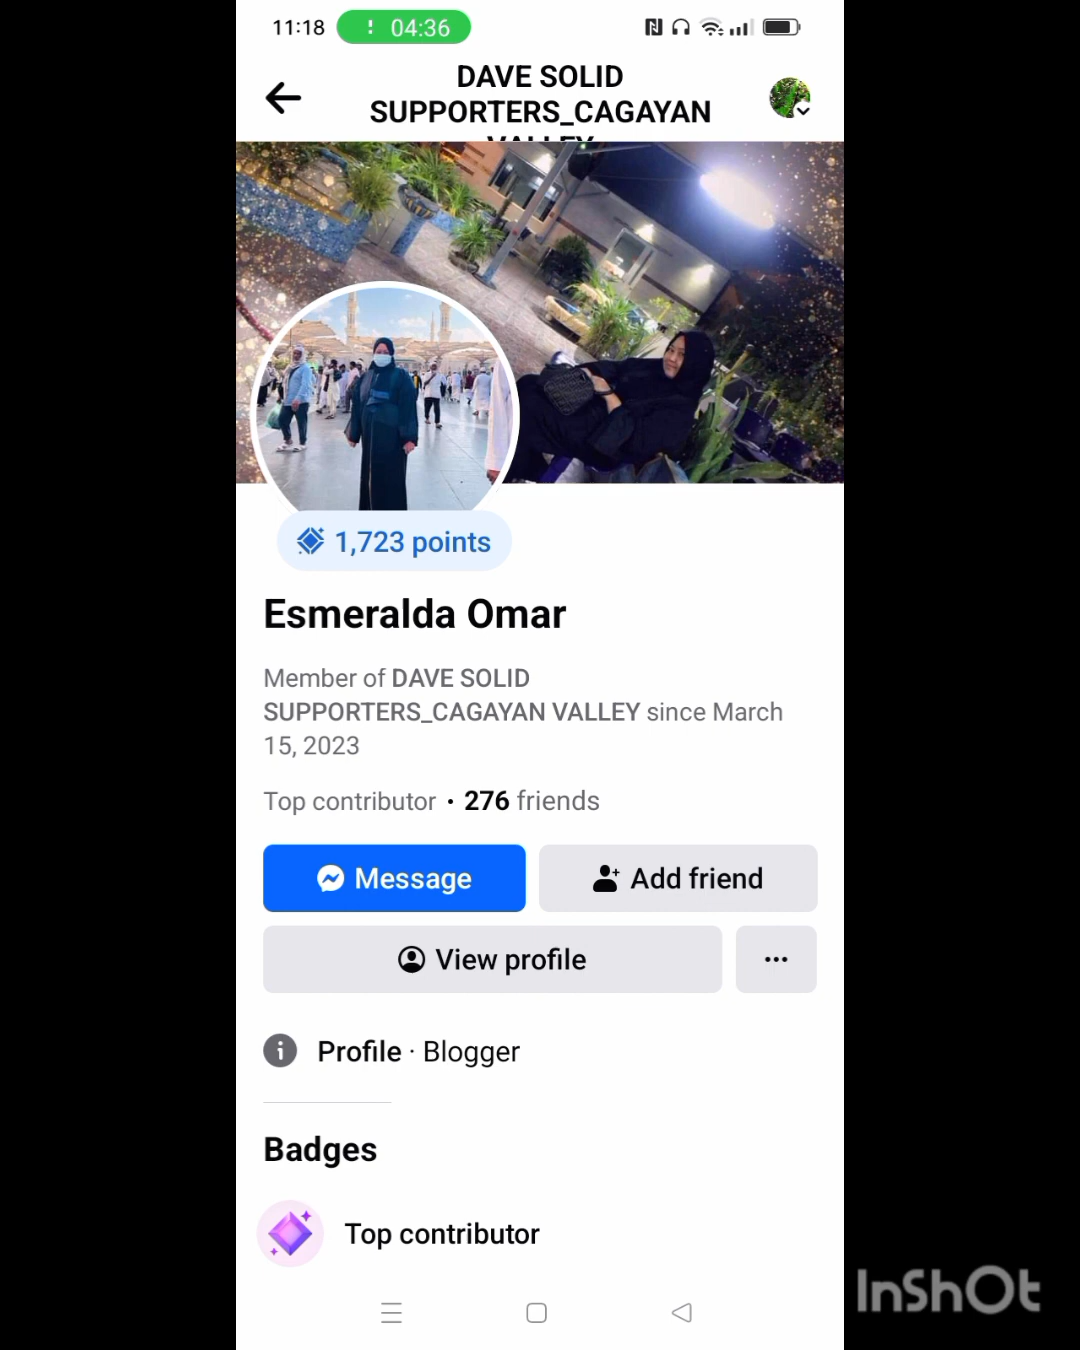 11:18
04:36
DAVE SOLID
SUPPORTERS_CAGAYAN
VALLEY
1,723 points
Esmeralda Omar
Member of DAVE SOLID
SUPPORTERS_CAGAYAN VALLEY since March
15, 2023
Top contributor · 276 friends
Message
Add friend
View profile
Profile · Blogger
Badges
Top contributor
InShOt